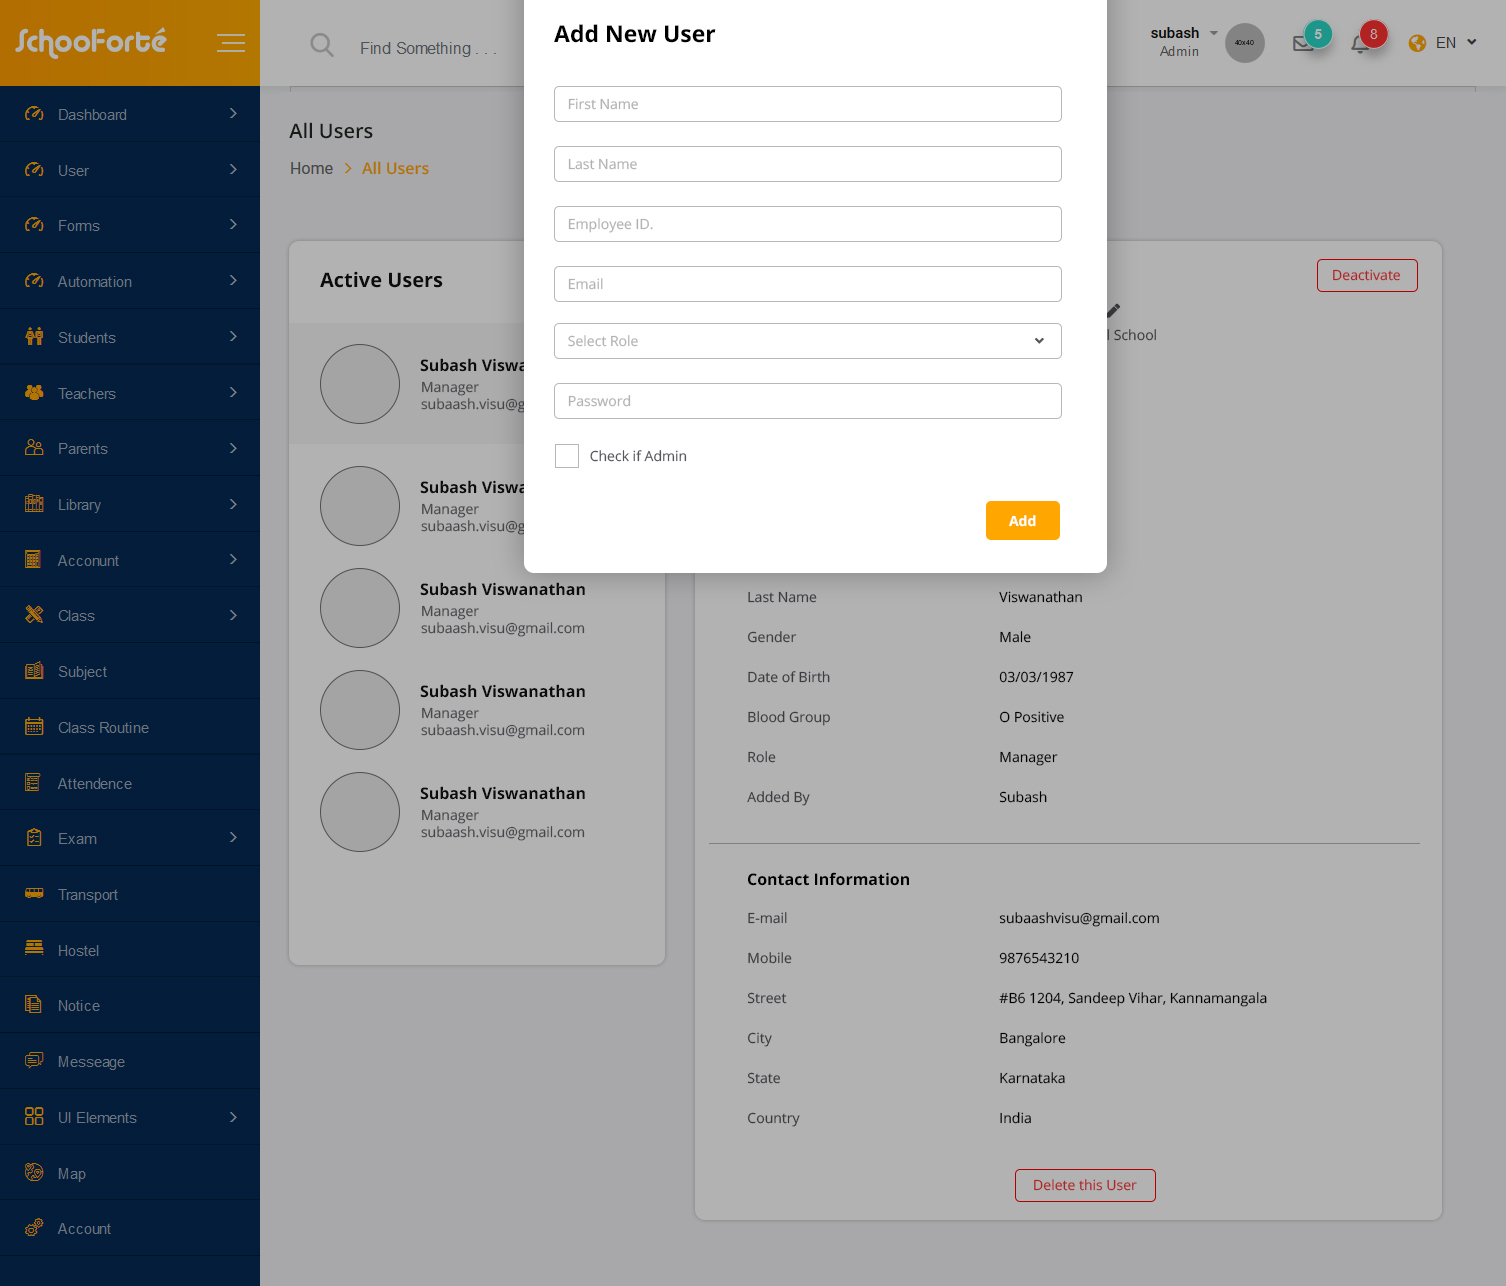 SchooForté
Find Something . . .
subash
Admin
40x40
5
8
EN
Dashboard
User
Forms
Automation
Students
Teachers
Parents
Library
Acconunt
Class
Subject
Class Routine
Attendence
Exam
Transport
Hostel
Notice
Messeage
UI Elements
Map
Account
All Users
Home > All Users
Active Users
Subash Viswa
Manager
subaash.visu@g
Subash Viswa
Manager
subaash.visu@g
Subash Viswanathan
Manager
subaash.visu@gmail.com
Subash Viswanathan
Manager
subaash.visu@gmail.com
Subash Viswanathan
Manager
subaash.visu@gmail.com
Add New User
First Name
Last Name
Employee ID.
Email
Select Role
Password
Check if Admin
Add
Deactivate
l School
Last Name Viswanathan
Gender Male
Date of Birth 03/03/1987
Blood Group O Positive
Role Manager
Added By Subash
Contact Information
E-mail subaashvisu@gmail.com
Mobile 9876543210
Street #B6 1204, Sandeep Vihar, Kannamangala
City Bangalore
State Karnataka
Country India
Delete this User